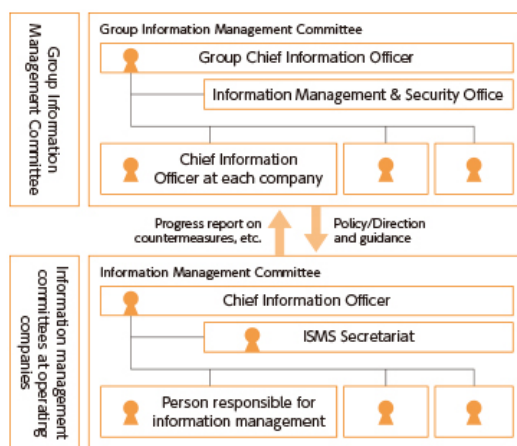 Group Information
Management Committee
Group Information Management Committee
Group Chief Information Officer
Information Management & Security Office
Chief Information
Officer at each company
Progress report on
countermeasures, etc.
Policy/Direction
and guidance
Information management
committees at operating
companies
Information Management Committee
Chief Information Officer
ISMS Secretariat
Person responsible for
information management